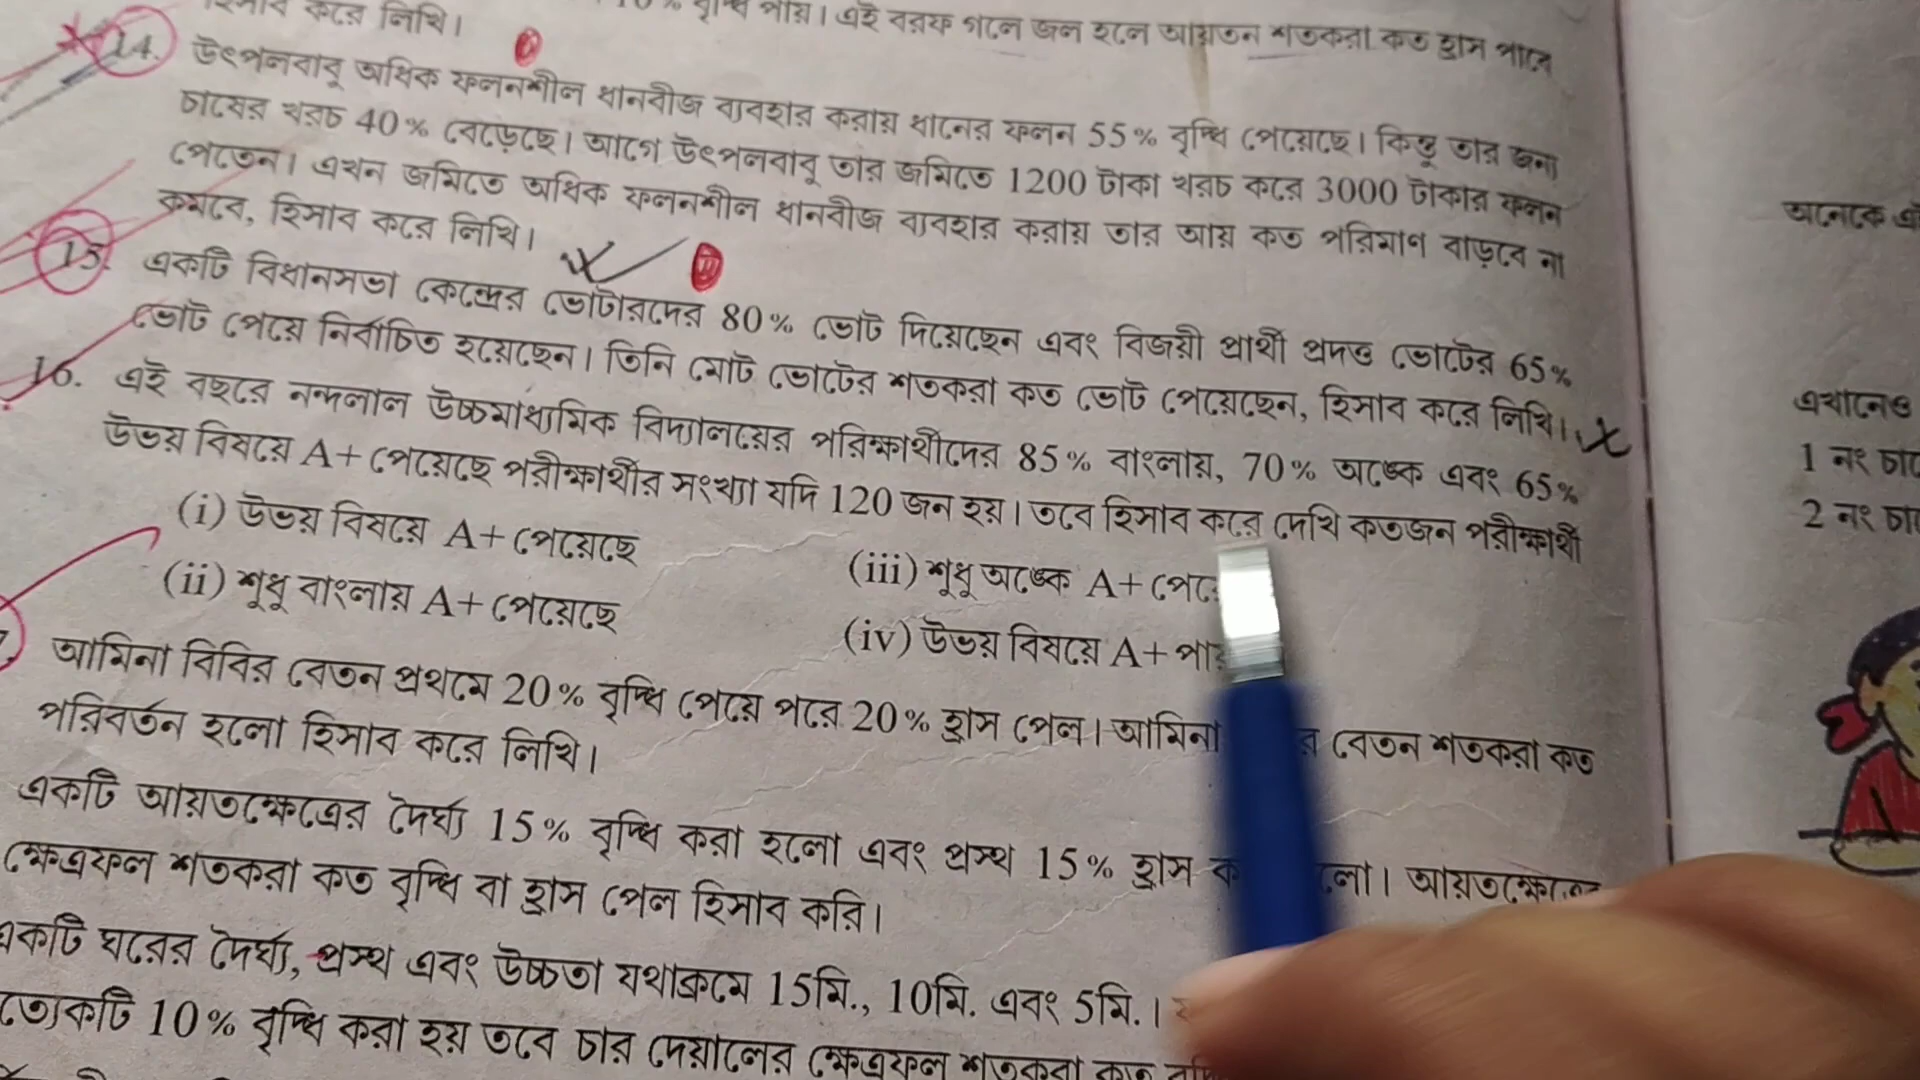 হিসাব করে লিখি। 10% বৃদ্ধি পায়। এই বরফ গলে জল হলে আয়তন শতকরা কত হ্রাস পাবে
14. উৎপলবাবু অধিক ফলনশীল ধানবীজ ব্যবহার করায় ধানের ফলন 55% বৃদ্ধি পেয়েছে। কিন্তু তার জন্য
চাষের খরচ 40% বেড়েছে। আগে উৎপলবাবু তার জমিতে 1200 টাকা খরচ করে 3000 টাকার ফলন
পেতেন। এখন জমিতে অধিক ফলনশীল ধানবীজ ব্যবহার করায় তার আয় কত পরিমাণ বাড়বে না
কমবে, হিসাব করে লিখি।
15. একটি বিধানসভা কেন্দ্রের ভোটারদের 80% ভোট দিয়েছেন এবং বিজয়ী প্রার্থী প্রদত্ত ভোটের 65%
ভোট পেয়ে নির্বাচিত হয়েছেন। তিনি মোট ভোটের শতকরা কত ভোট পেয়েছেন, হিসাব করে লিখি।
16. এই বছরে নন্দলাল উচ্চমাধ্যমিক বিদ্যালয়ের পরিক্ষার্থীদের 85% বাংলায়, 70% অঙ্কে এবং 65%
উভয় বিষয়ে A+ পেয়েছে পরীক্ষার্থীর সংখ্যা যদি 120 জন হয়। তবে হিসাব করে দেখি কতজন পরীক্ষার্থী
(i) উভয় বিষয়ে A+ পেয়েছে
(iii) শুধু অঙ্কে A+
(ii) শুধু বাংলায় A+ পেয়েছে
(iv) উভয় বিষয়ে A+
আমিনা বিবির বেতন প্রথমে 20% বৃদ্ধি পেয়ে পরে 20% হ্রাস পেল। আমিনা বেতন শতকরা কত
পরিবর্তন হলো হিসাব করে লিখি।
একটি আয়তক্ষেত্রের দৈর্ঘ্য 15% বৃদ্ধি করা হলো এবং প্রস্থ 15% হ্রাস আয়তক্ষেত্রের
ক্ষেত্রফল শতকরা কত বৃদ্ধি বা হ্রাস পেল হিসাব করি।
একটি ঘরের দৈর্ঘ্য, প্রস্থ এবং উচ্চতা যথাক্রমে 15মি., 10মি. এবং 5মি.।
10% বৃদ্ধি করা হয় তবে চার দেয়ালের ক্ষেত্রফল শতকরা কত
অনেকে
এখানেও
1 নং
2 নং